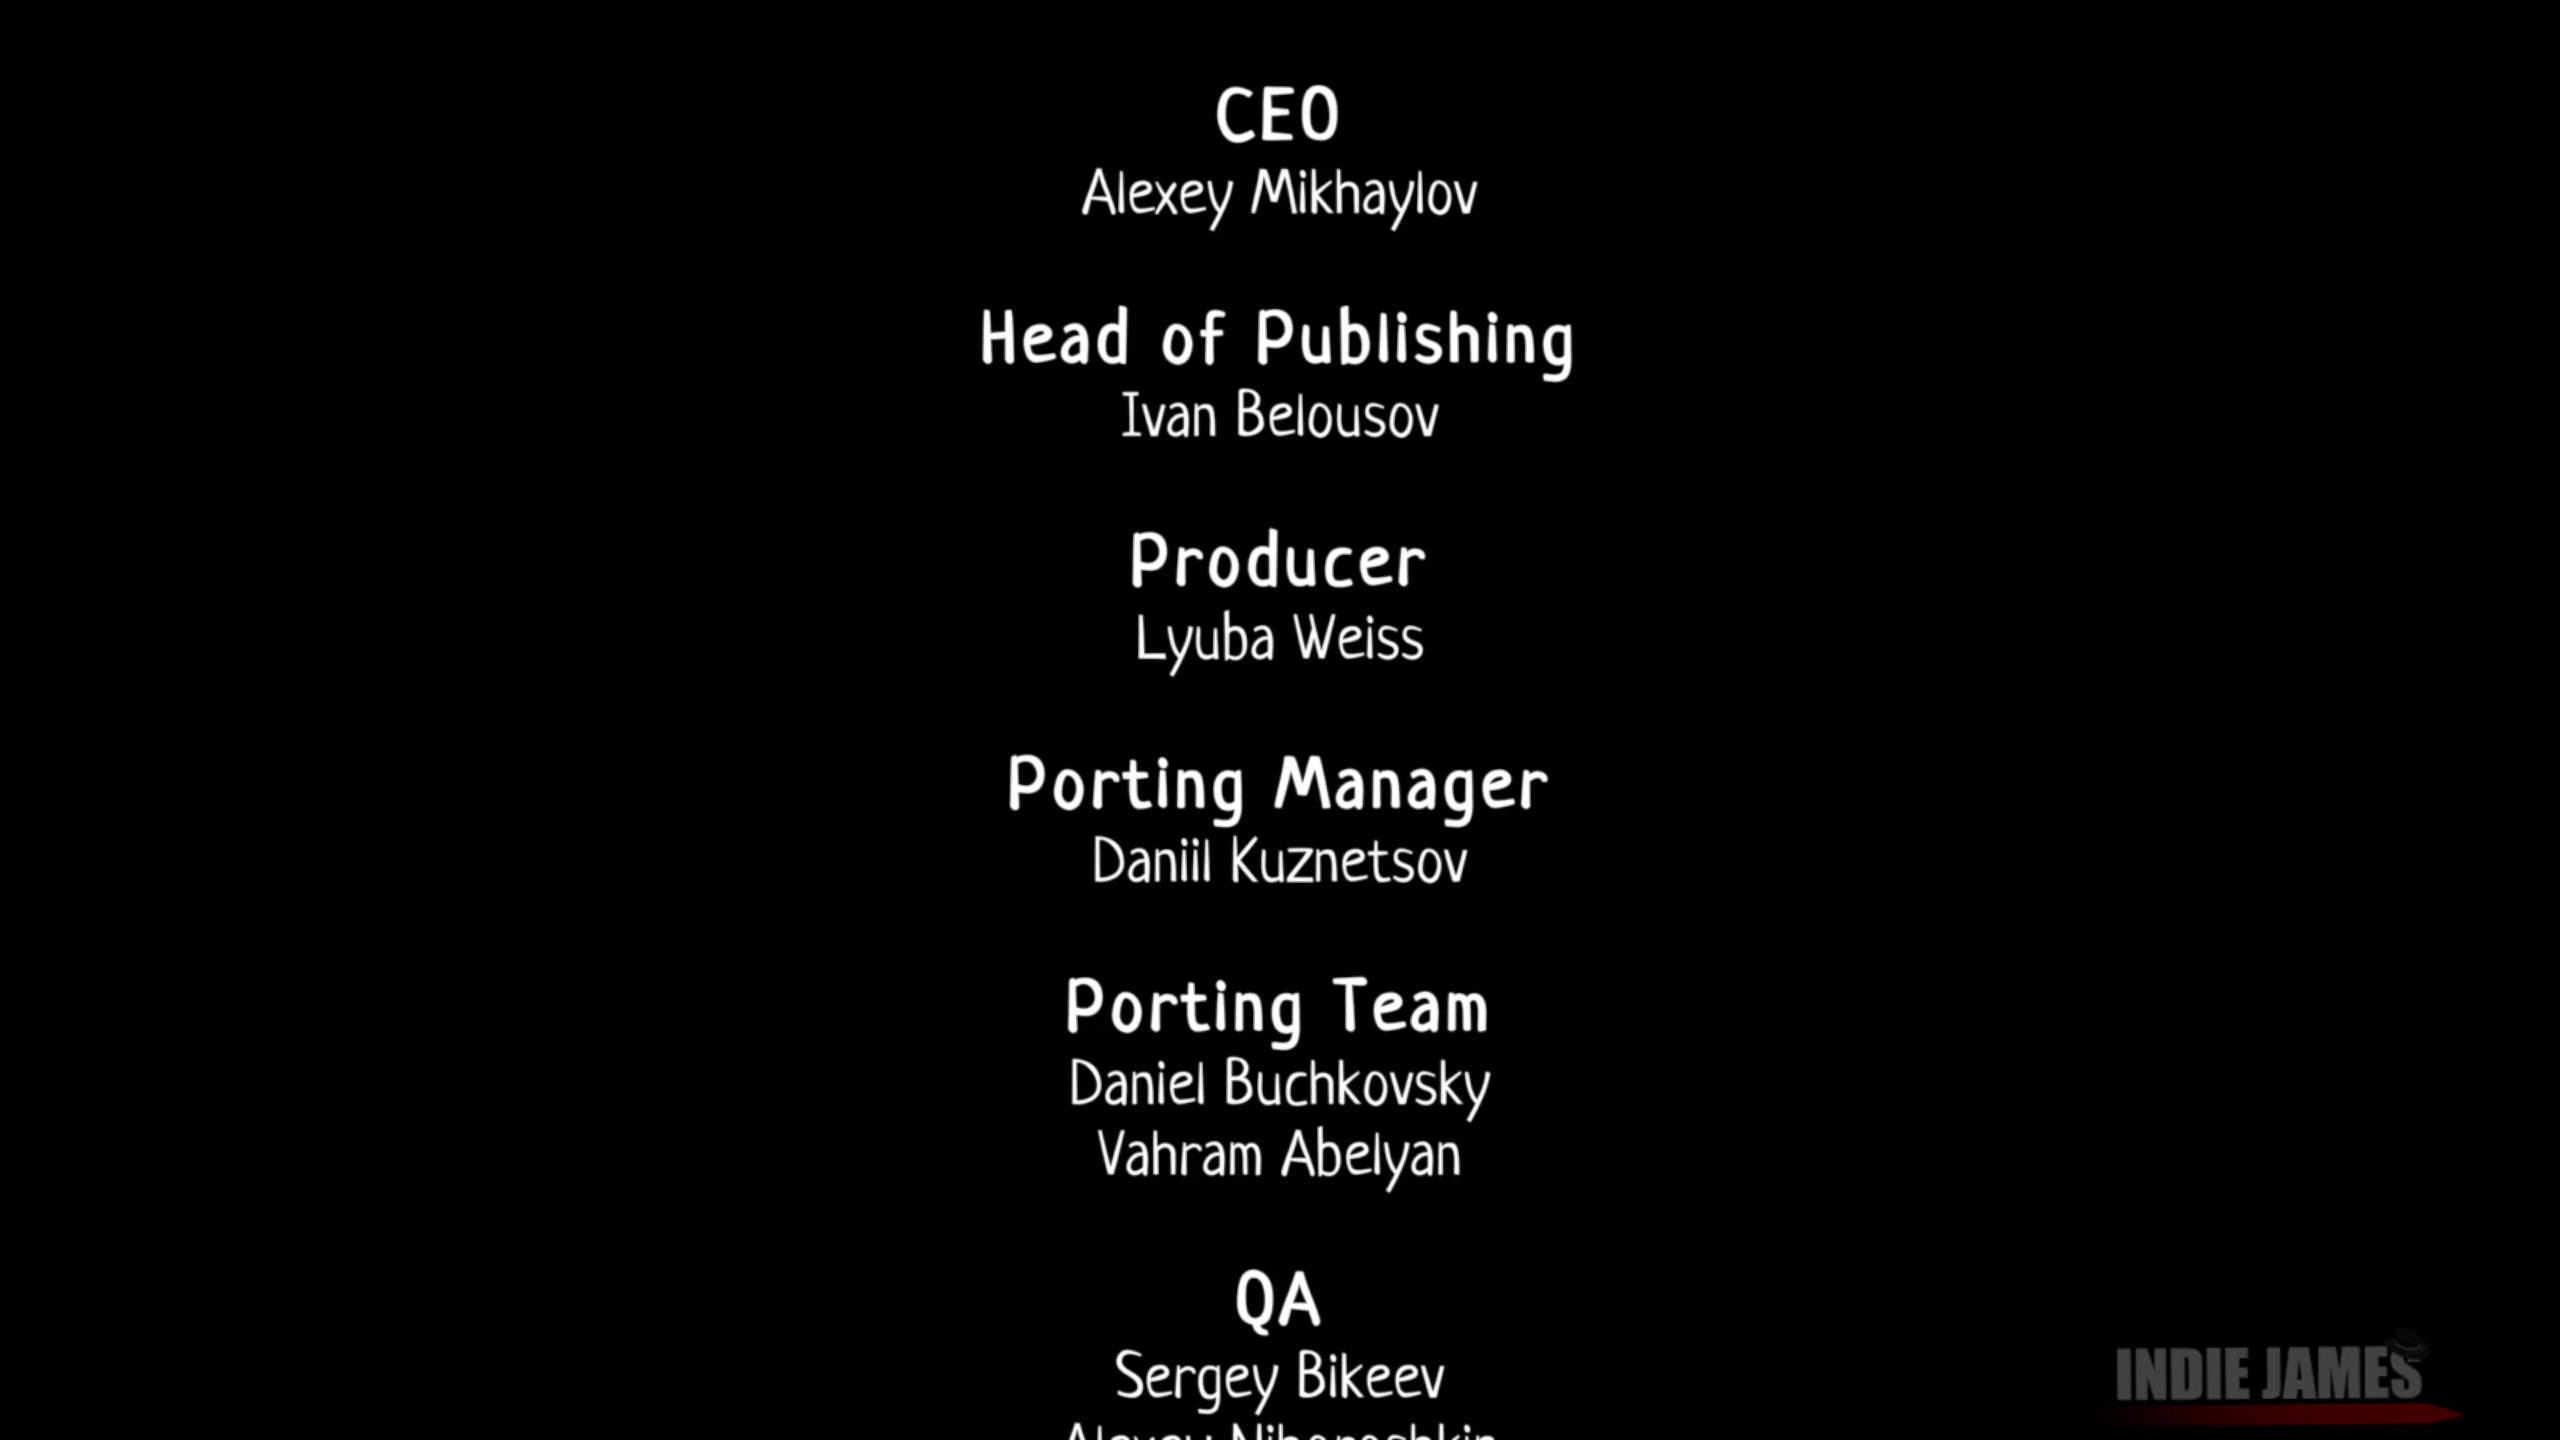 CEO
Alexey Mikhaylov
Head of Publishing
Ivan Belousov
Producer
Lyuba Weiss
Porting Manager
Daniil Kuznetsov
Porting Team
Daniel Buchkovsky
Vahram Abelyan
QA
Sergey Bikeev
Alexey
INDIE JAMES